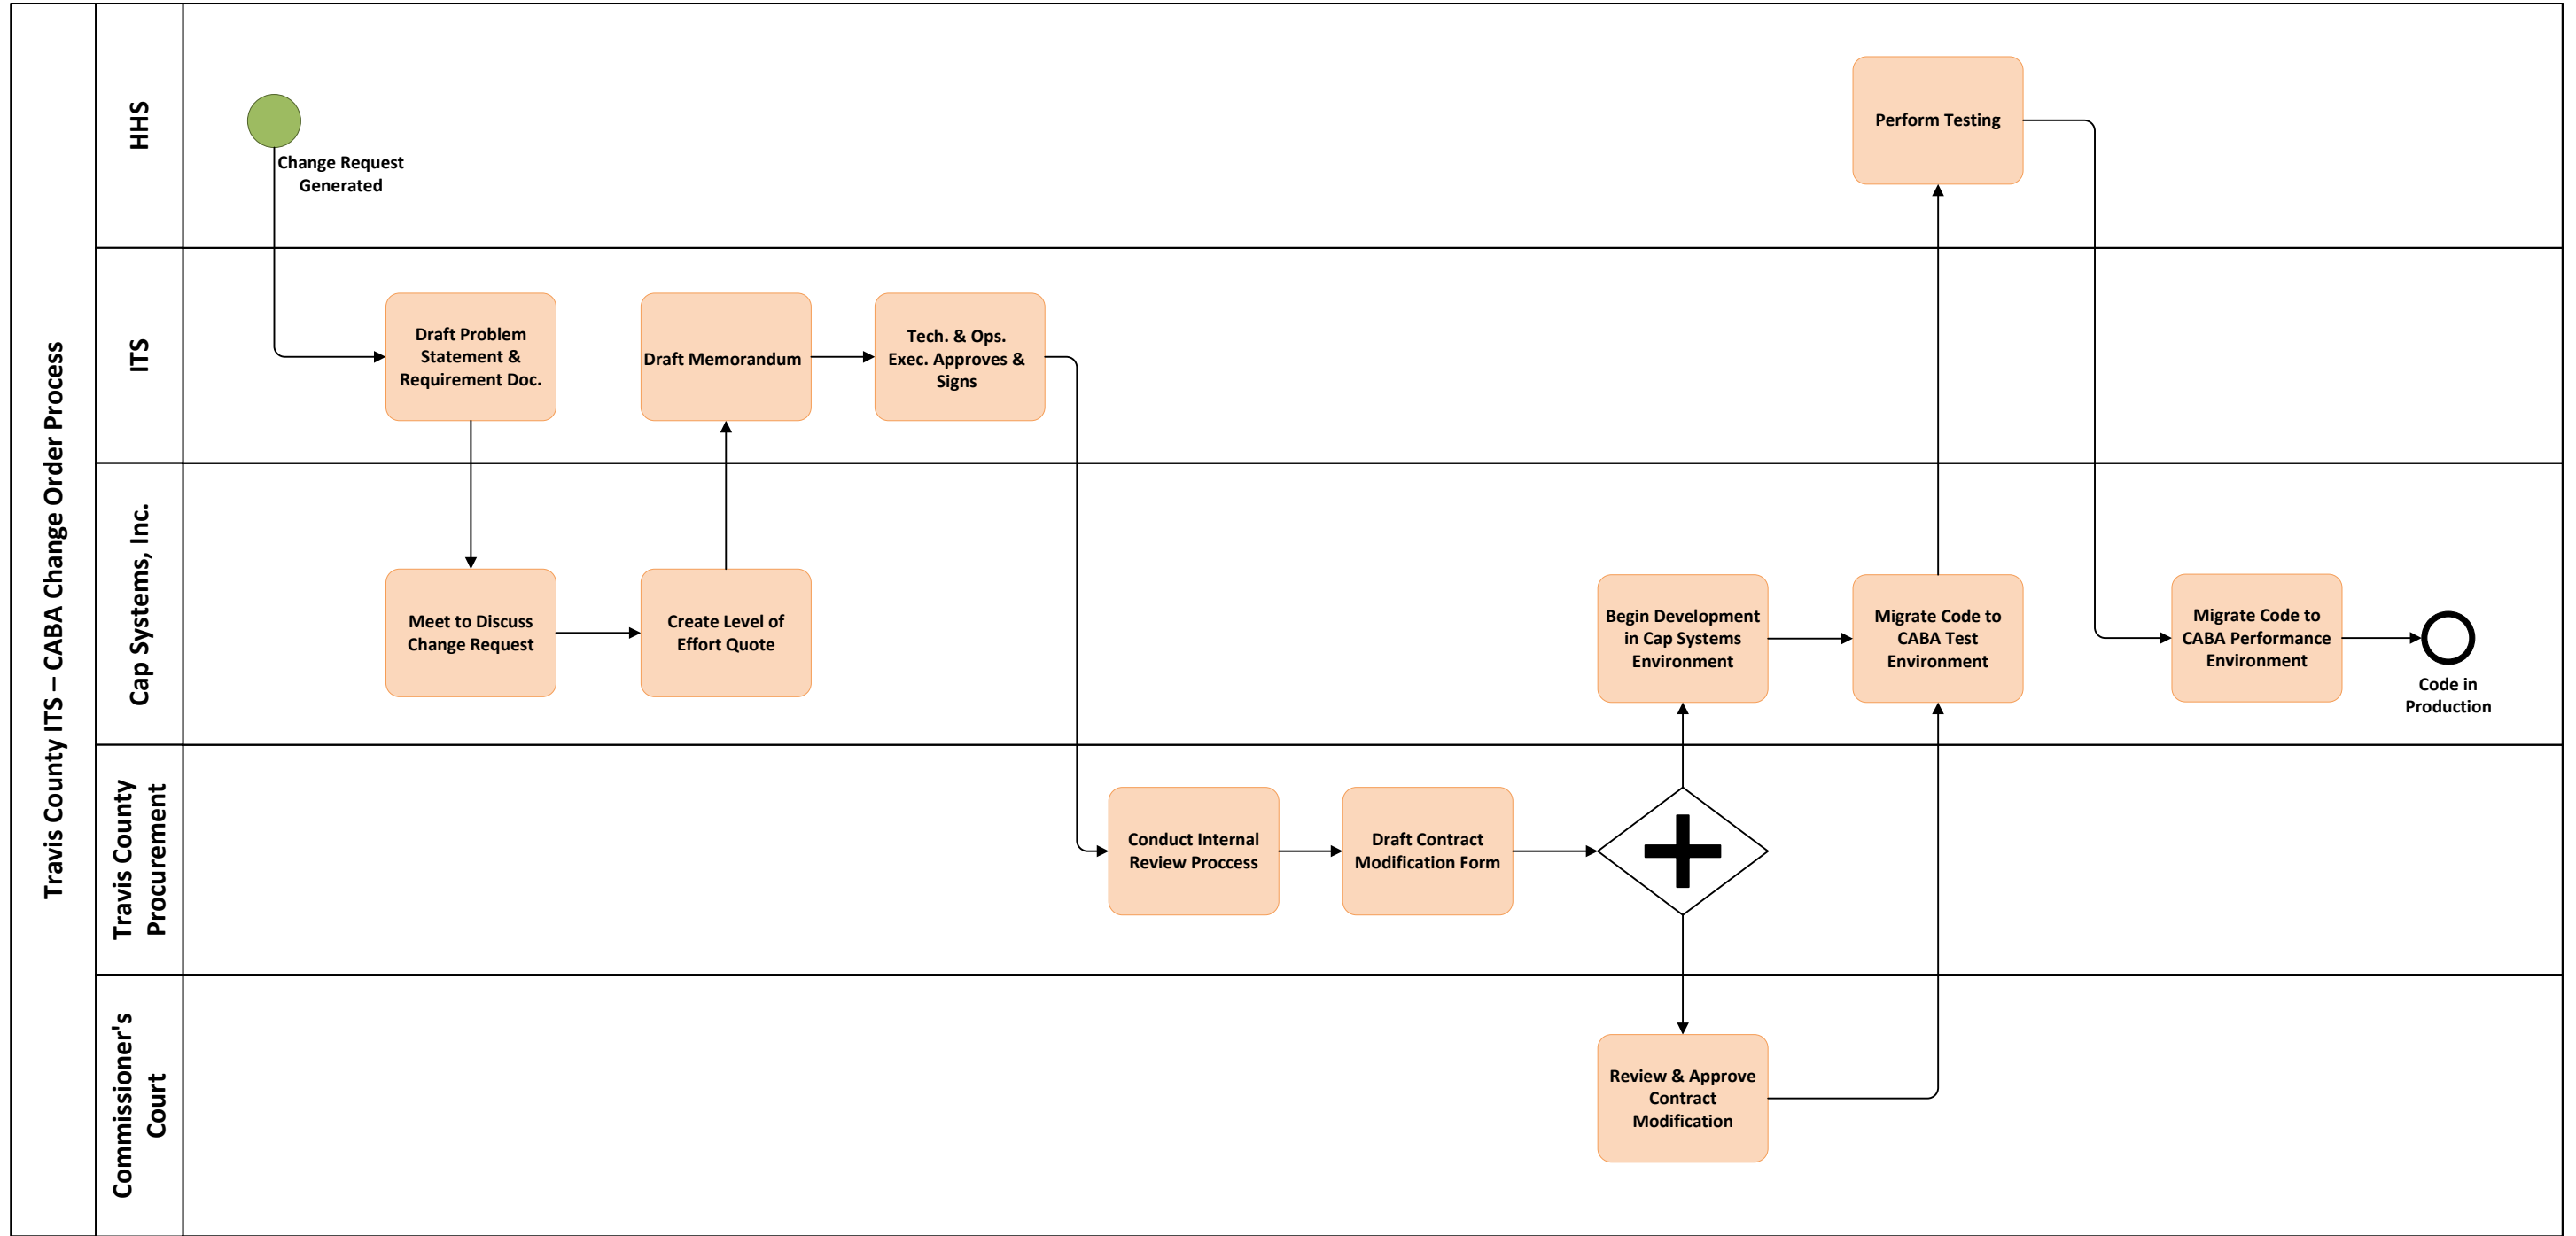 Travis County ITS – CABA Change Order Process
HHS
Change Request
Generated
Perform Testing
ITS
Draft Problem
Statement &
Requirement Doc.
Draft Memorandum
Tech. & Ops.
Exec. Approves &
Signs
Cap Systems, Inc.
Meet to Discuss
Change Request
Create Level of
Effort Quote
Begin Development
in Cap Systems
Environment
Migrate Code to
CABA Test
Environment
Migrate Code to
CABA Performance
Environment
Code in
Production
Travis County
Procurement
Conduct Internal
Review Proccess
Draft Contract
Modification Form
Commissioner's
Court
Review & Approve
Contract
Modification